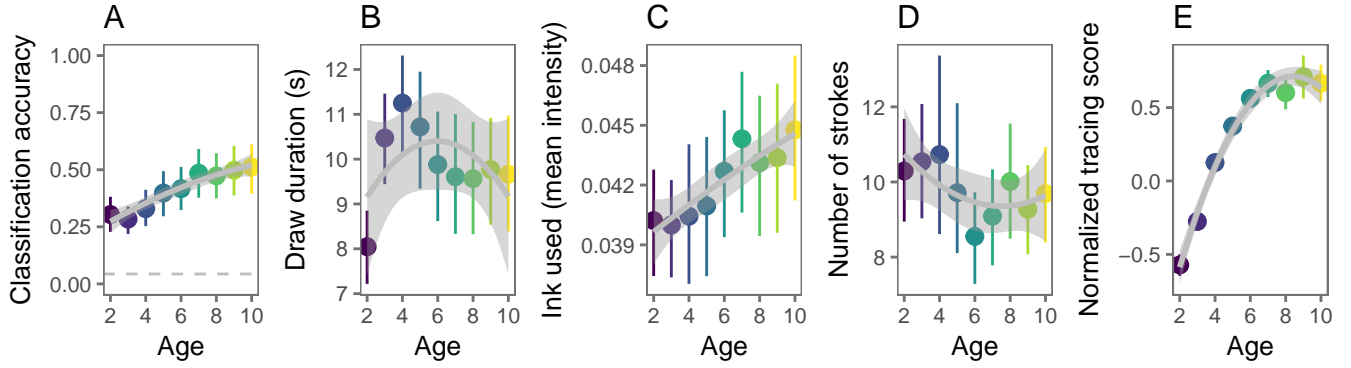 A
Classification accuracy
1.00
0.75
0.50
0.25
0.00
2 4 6 8 10
Age
B
Draw duration (s)
12
11
10
9
8
7
2 4 6 8 10
Age
C
Ink used (mean intensity)
0.048
0.045
0.042
0.039
2 4 6 8 10
Age
D
Number of strokes
12
10
8
2 4 6 8 10
Age
E
Normalized tracing score
0.5
0.0
−0.5
2 4 6 8 10
Age